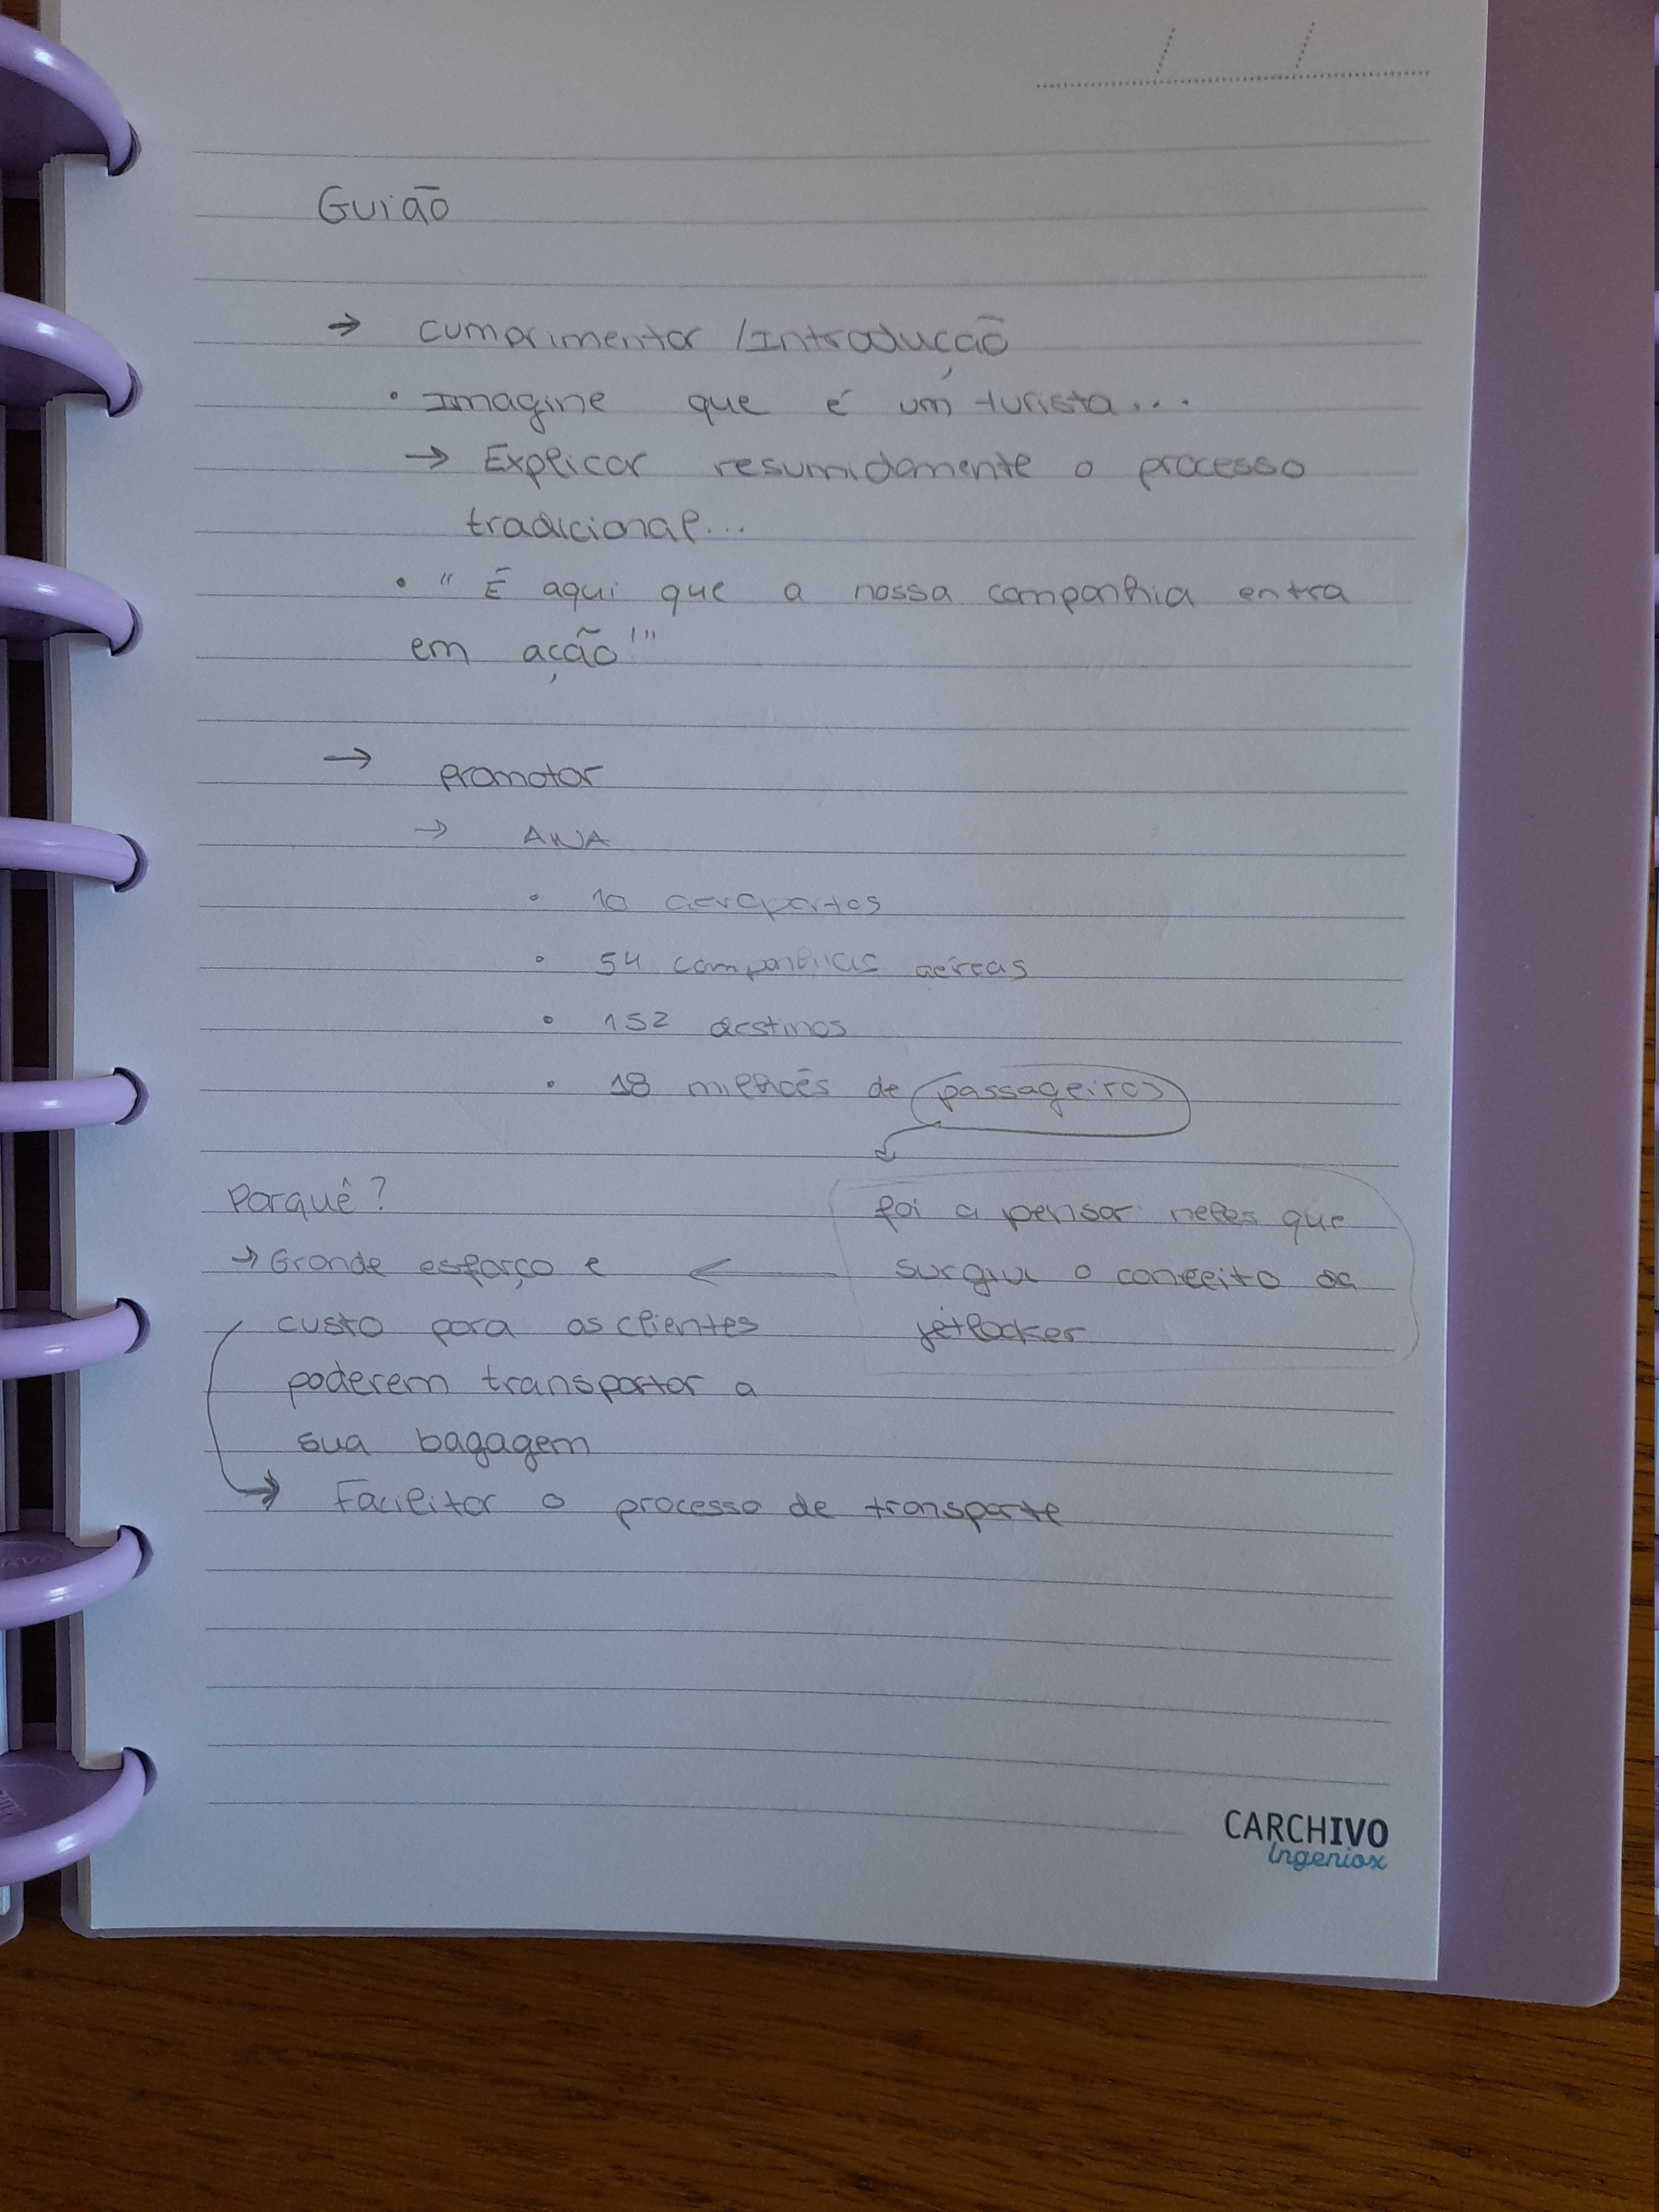 Guião
→ cumprimentar / Introdução
• Imagine que é um turista...
→ Explicar resumidamente o processo
tradicional...
• "É aqui que a nossa companhia entra
em ação!"
→ promotor
→ ANA
• 10 aeroportos
• 54 companhias aéreas
• 152 destinos
• 18 milhões de passageiros
foi a pensar neles que
surgiu o conceito da
jetlocker
Porquê?
→ Grande esforço e
custo para os clientes
poderem transportar a
sua bagagem
→ Facilitar o processo de transporte
CARCHIVO
Ingeniox